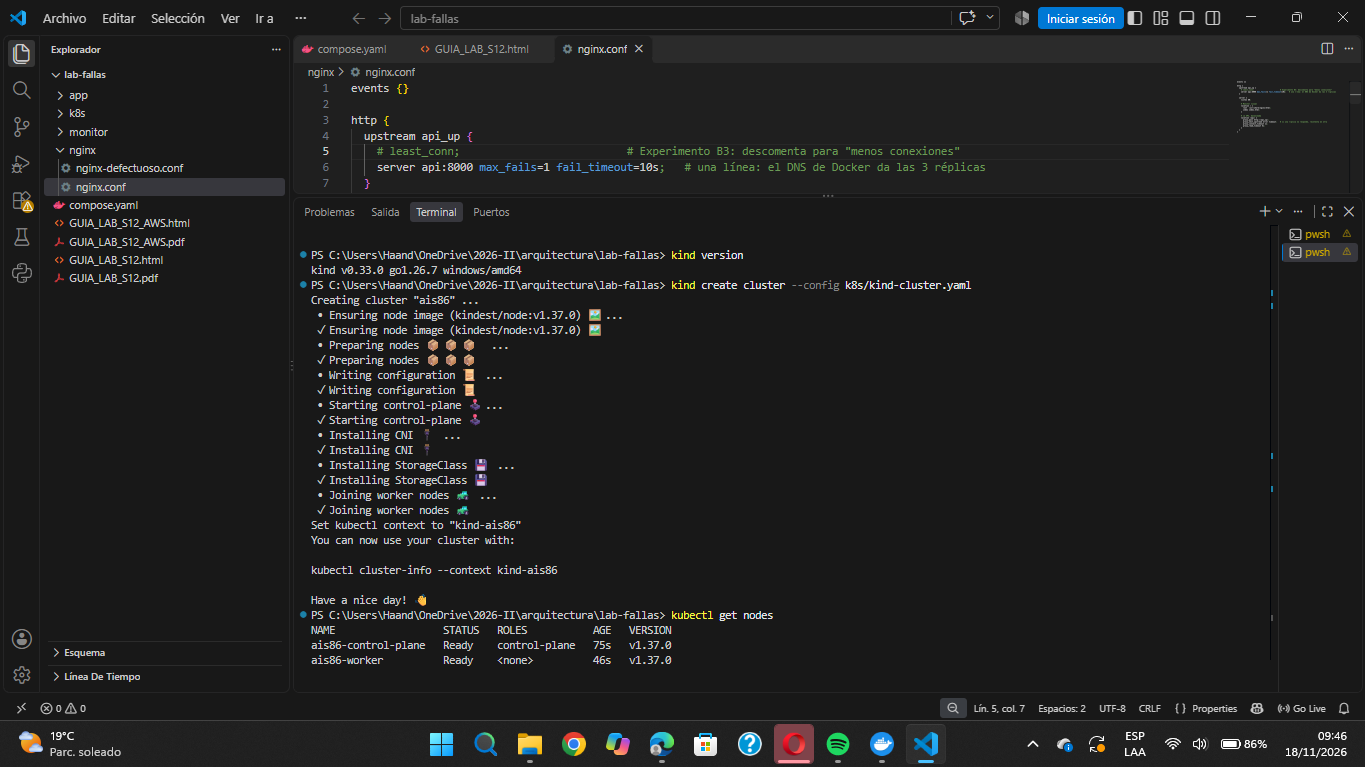 Archivo Editar Selección Ver Ir a ··· lab-fallas Iniciar sesión
Explorador ···
lab-fallas
app
k8s
monitor
nginx
nginx-defectuoso.conf
nginx.conf
compose.yaml
GUIA_LAB_S12_AWS.html
GUIA_LAB_S12_AWS.pdf
GUIA_LAB_S12.html
GUIA_LAB_S12.pdf
Esquema
Línea De Tiempo
compose.yaml GUIA_LAB_S12.html nginx.conf
nginx > nginx.conf
1 events {}
2
3 http {
4 upstream api_up {
5 # least_conn; # Experimento B3: descomenta para "menos conexiones"
6 server api:8000 max_fails=1 fail_timeout=10s; # una línea: el DNS de Docker da las 3 réplicas
7 }
Problemas Salida Terminal Puertos
pwsh
pwsh
PS C:\Users\Haand\OneDrive\2026-II\arquitectura\lab-fallas> kind version
kind v0.33.0 go1.26.7 windows/amd64
PS C:\Users\Haand\OneDrive\2026-II\arquitectura\lab-fallas> kind create cluster --config k8s/kind-cluster.yaml
Creating cluster "ais86" ...
• Ensuring node image (kindest/node:v1.37.0) 🖼 ...
✓ Ensuring node image (kindest/node:v1.37.0) 🖼
• Preparing nodes 📦 📦 📦 ...
✓ Preparing nodes 📦 📦 📦
• Writing configuration 📜 ...
✓ Writing configuration 📜
• Starting control-plane 🕹 ...
✓ Starting control-plane 🕹
• Installing CNI 🔌 ...
✓ Installing CNI 🔌
• Installing StorageClass 💾 ...
✓ Installing StorageClass 💾
• Joining worker nodes 🚜 ...
✓ Joining worker nodes 🚜
Set kubectl context to "kind-ais86"
You can now use your cluster with:
kubectl cluster-info --context kind-ais86
Have a nice day! 👋
PS C:\Users\Haand\OneDrive\2026-II\arquitectura\lab-fallas> kubectl get nodes
NAME STATUS ROLES AGE VERSION
ais86-control-plane Ready control-plane 75s v1.37.0
ais86-worker Ready <none> 46s v1.37.0
0 0 Lín. 5, col. 7 Espacios: 2 UTF-8 CRLF {} Properties Go Live
19°C
Parc. soleado
ESP
LAA
86%
09:46
18/11/2026